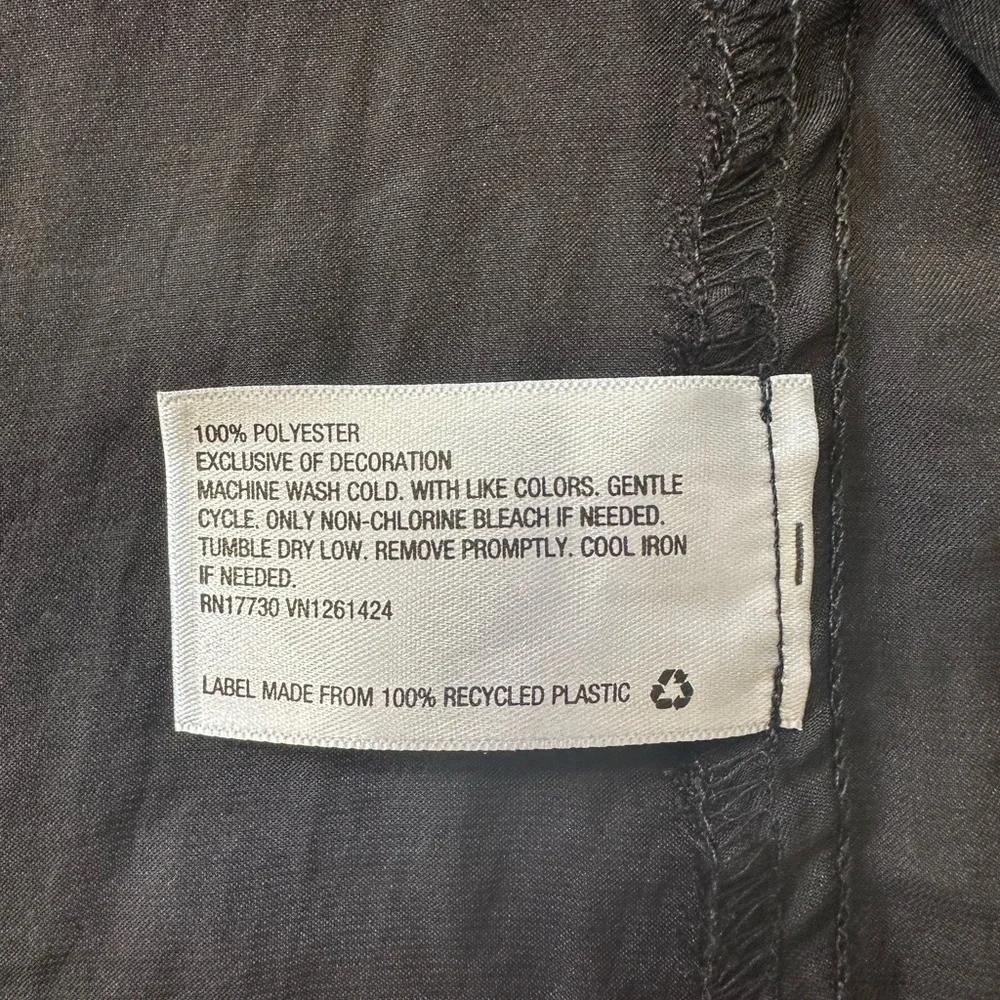 100% POLYESTER
EXCLUSIVE OF DECORATION
MACHINE WASH COLD. WITH LIKE COLORS. GENTLE
CYCLE. ONLY NON-CHLORINE BLEACH IF NEEDED.
TUMBLE DRY LOW. REMOVE PROMPTLY. COOL IRON
IF NEEDED.
RN17730 VN1261424
LABEL MADE FROM 100% RECYCLED PLASTIC